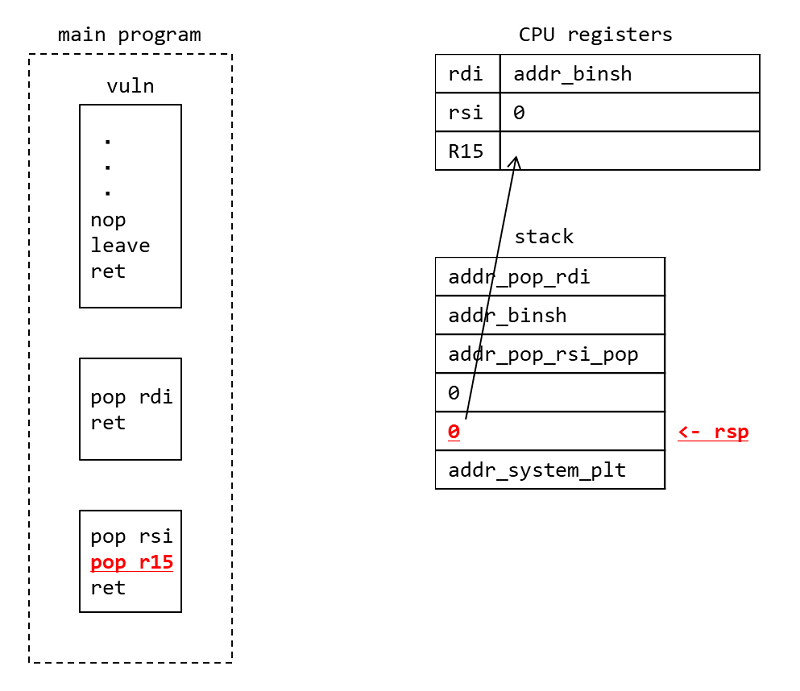 main program
vuln
.
.
.
nop
leave
ret
pop rdi
ret
pop rsi
pop r15
ret
CPU registers
rdi addr_binsh
rsi 0
R15
stack
addr_pop_rdi
addr_binsh
addr_pop_rsi_pop
0
0 <- rsp
addr_system_plt